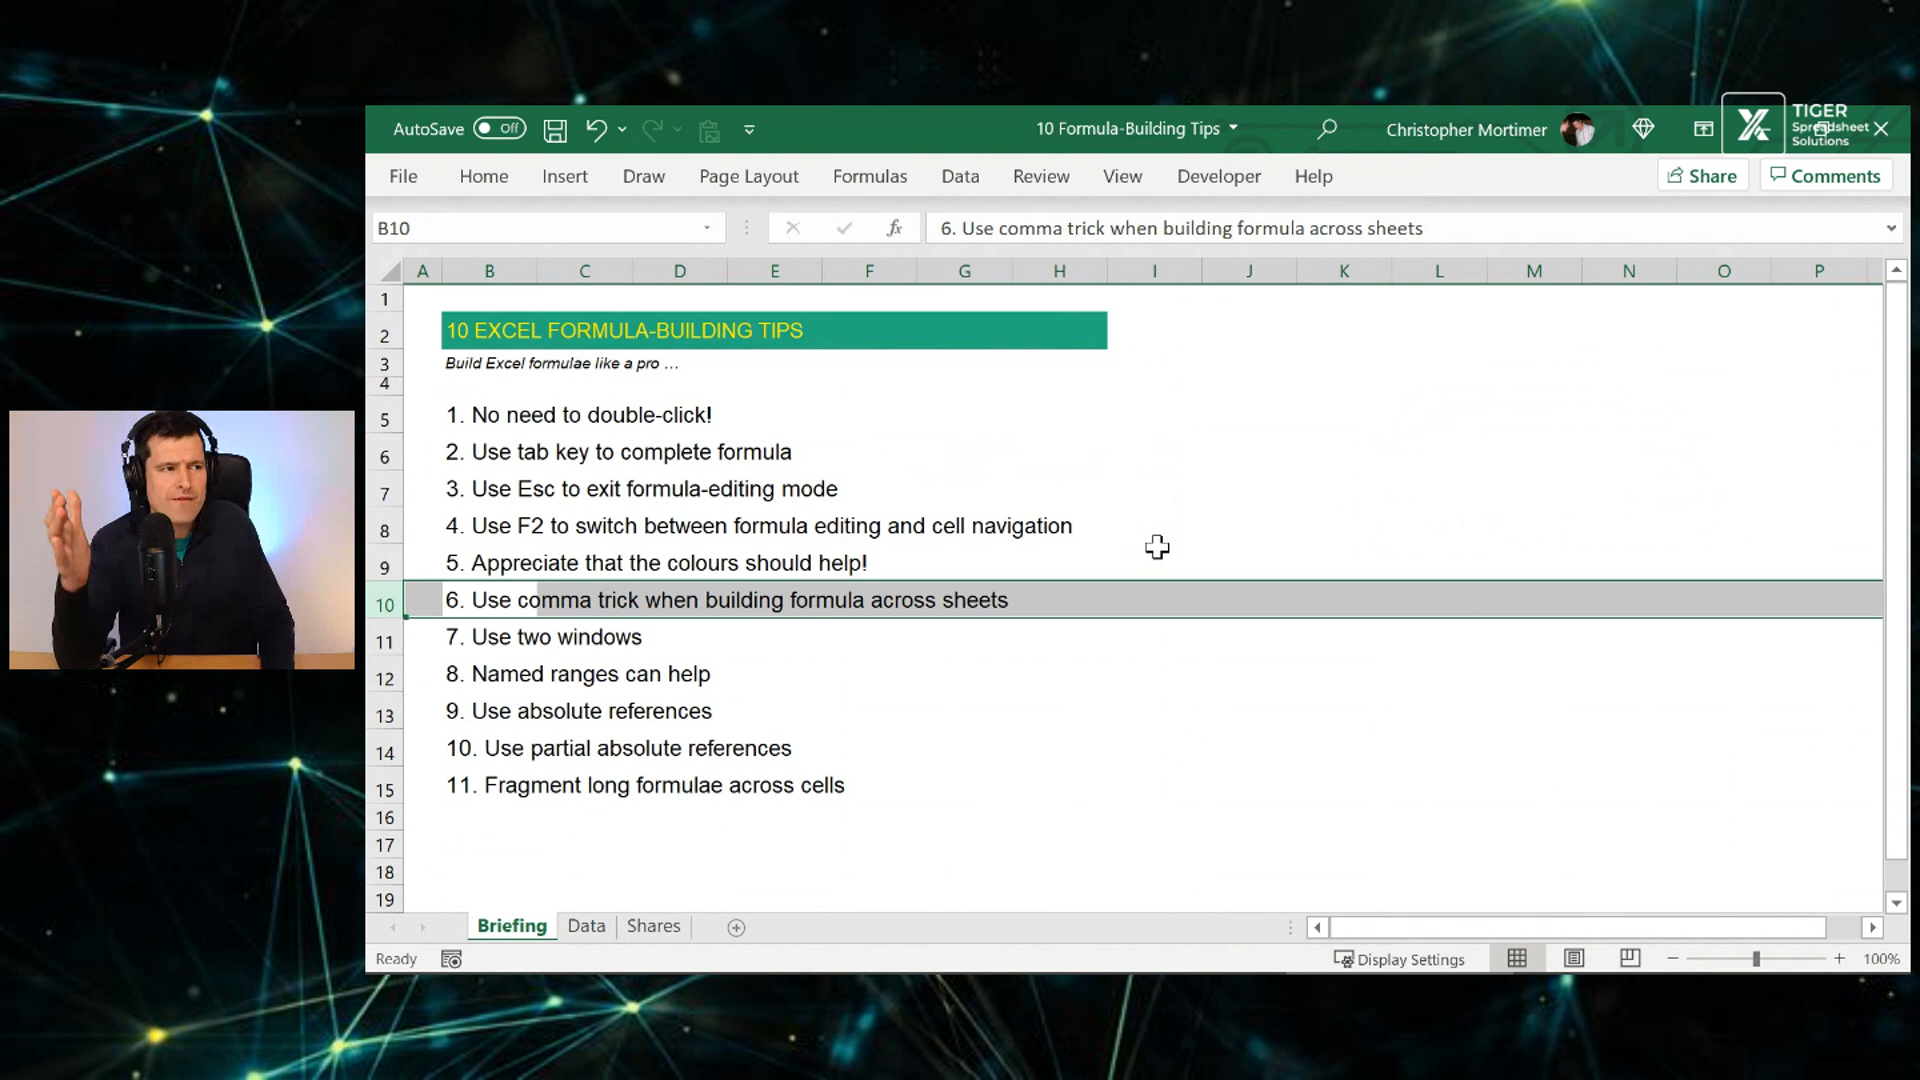 AutoSave Off 10 Formula-Building Tips Christopher Mortimer
TIGER
Spreadsheet
Solutions
File Home Insert Draw Page Layout Formulas Data Review View Developer Help Share Comments
B10 fx 6. Use comma trick when building formula across sheets
A B C D E F G H I J K L M N O P
1
2 10 EXCEL FORMULA-BUILDING TIPS
3 Build Excel formulae like a pro ...
4
5 1. No need to double-click!
6 2. Use tab key to complete formula
7 3. Use Esc to exit formula-editing mode
8 4. Use F2 to switch between formula editing and cell navigation
9 5. Appreciate that the colours should help!
10 6. Use comma trick when building formula across sheets
11 7. Use two windows
12 8. Named ranges can help
13 9. Use absolute references
14 10. Use partial absolute references
15 11. Fragment long formulae across cells
16
17
18
19
Briefing Data Shares
Ready Display Settings 100%